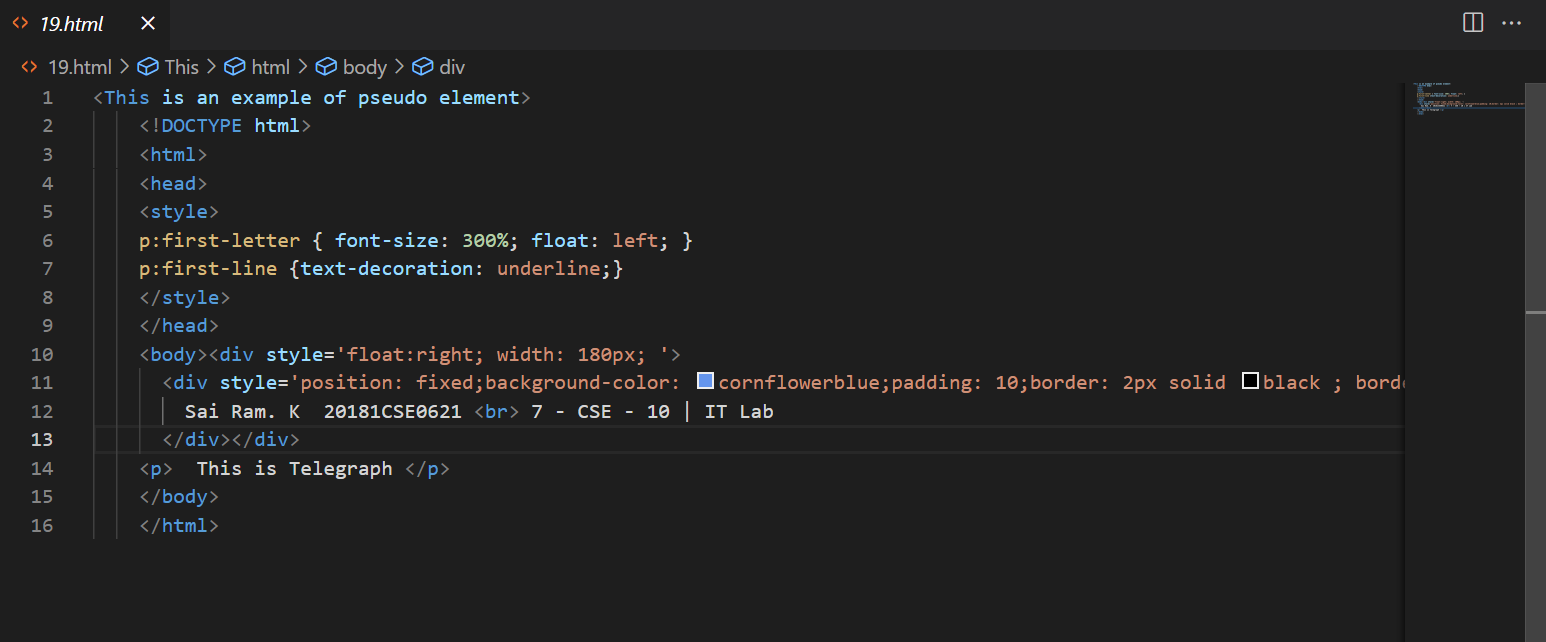 19.html
19.html > This > html > body > div
1 <This is an example of pseudo element>
2 <!DOCTYPE html>
3 <html>
4 <head>
5 <style>
6 p:first-letter { font-size: 300%; float: left; }
7 p:first-line {text-decoration: underline;}
8 </style>
9 </head>
10 <body><div style='float:right; width: 180px; '>
11 <div style='position: fixed;background-color: cornflowerblue;padding: 10;border: 2px solid black ; borde
12 Sai Ram. K  20181CSE0621 <br> 7 - CSE - 10 | IT Lab
13 </div></div>
14 <p>  This is Telegraph </p>
15 </body>
16 </html>